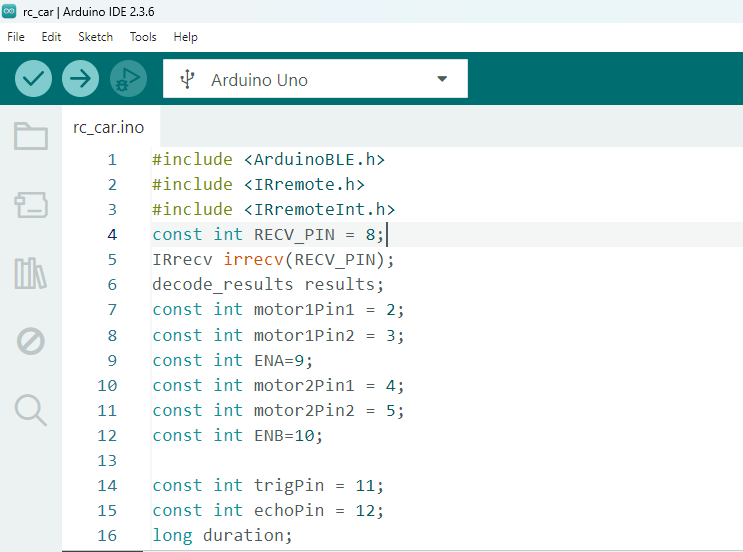 rc_car | Arduino IDE 2.3.6
File Edit Sketch Tools Help
Arduino Uno
rc_car.ino
1 #include <ArduinoBLE.h>
2 #include <IRremote.h>
3 #include <IRremoteInt.h>
4 const int RECV_PIN = 8;
5 IRrecv irrecv(RECV_PIN);
6 decode_results results;
7 const int motor1Pin1 = 2;
8 const int motor1Pin2 = 3;
9 const int ENA=9;
10 const int motor2Pin1 = 4;
11 const int motor2Pin2 = 5;
12 const int ENB=10;
13
14 const int trigPin = 11;
15 const int echoPin = 12;
16 long duration;